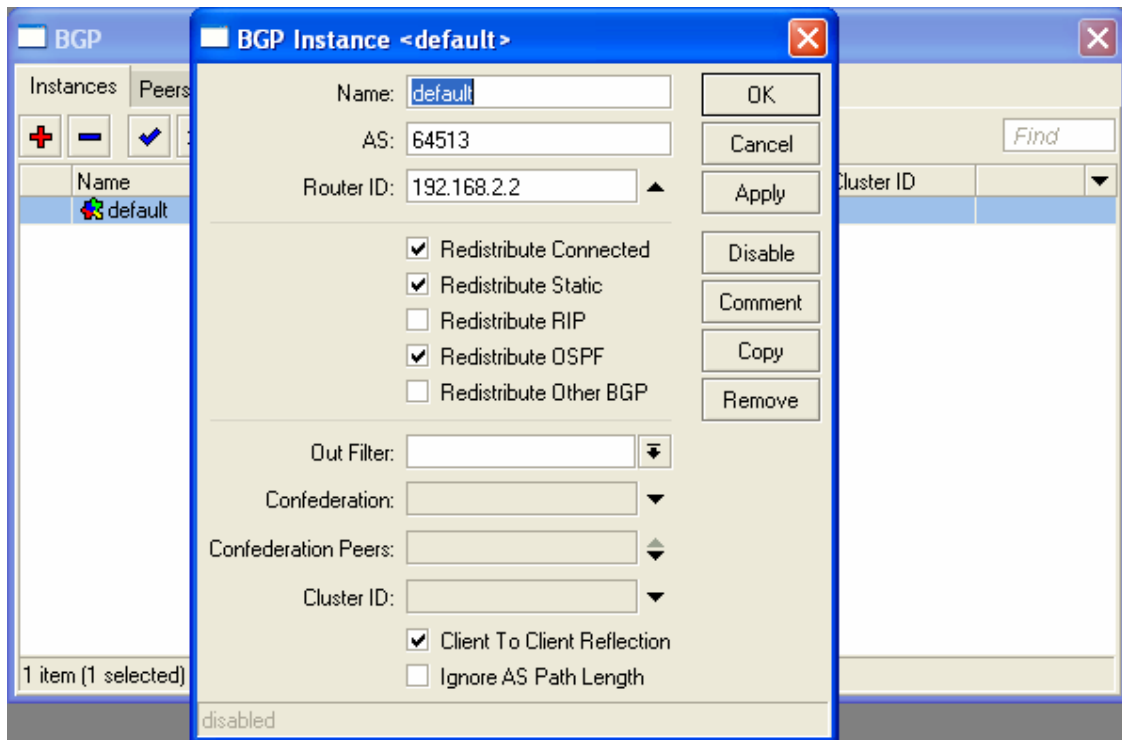 BGP
BGP Instance <default>
Instances
Peers
Find
Name
Cluster ID
default
1 item (1 selected)
Name: default
AS: 64513
Router ID: 192.168.2.2
Redistribute Connected
Redistribute Static
Redistribute RIP
Redistribute OSPF
Redistribute Other BGP
Out Filter:
Confederation:
Confederation Peers:
Cluster ID:
Client To Client Reflection
Ignore AS Path Length
disabled
OK
Cancel
Apply
Disable
Comment
Copy
Remove